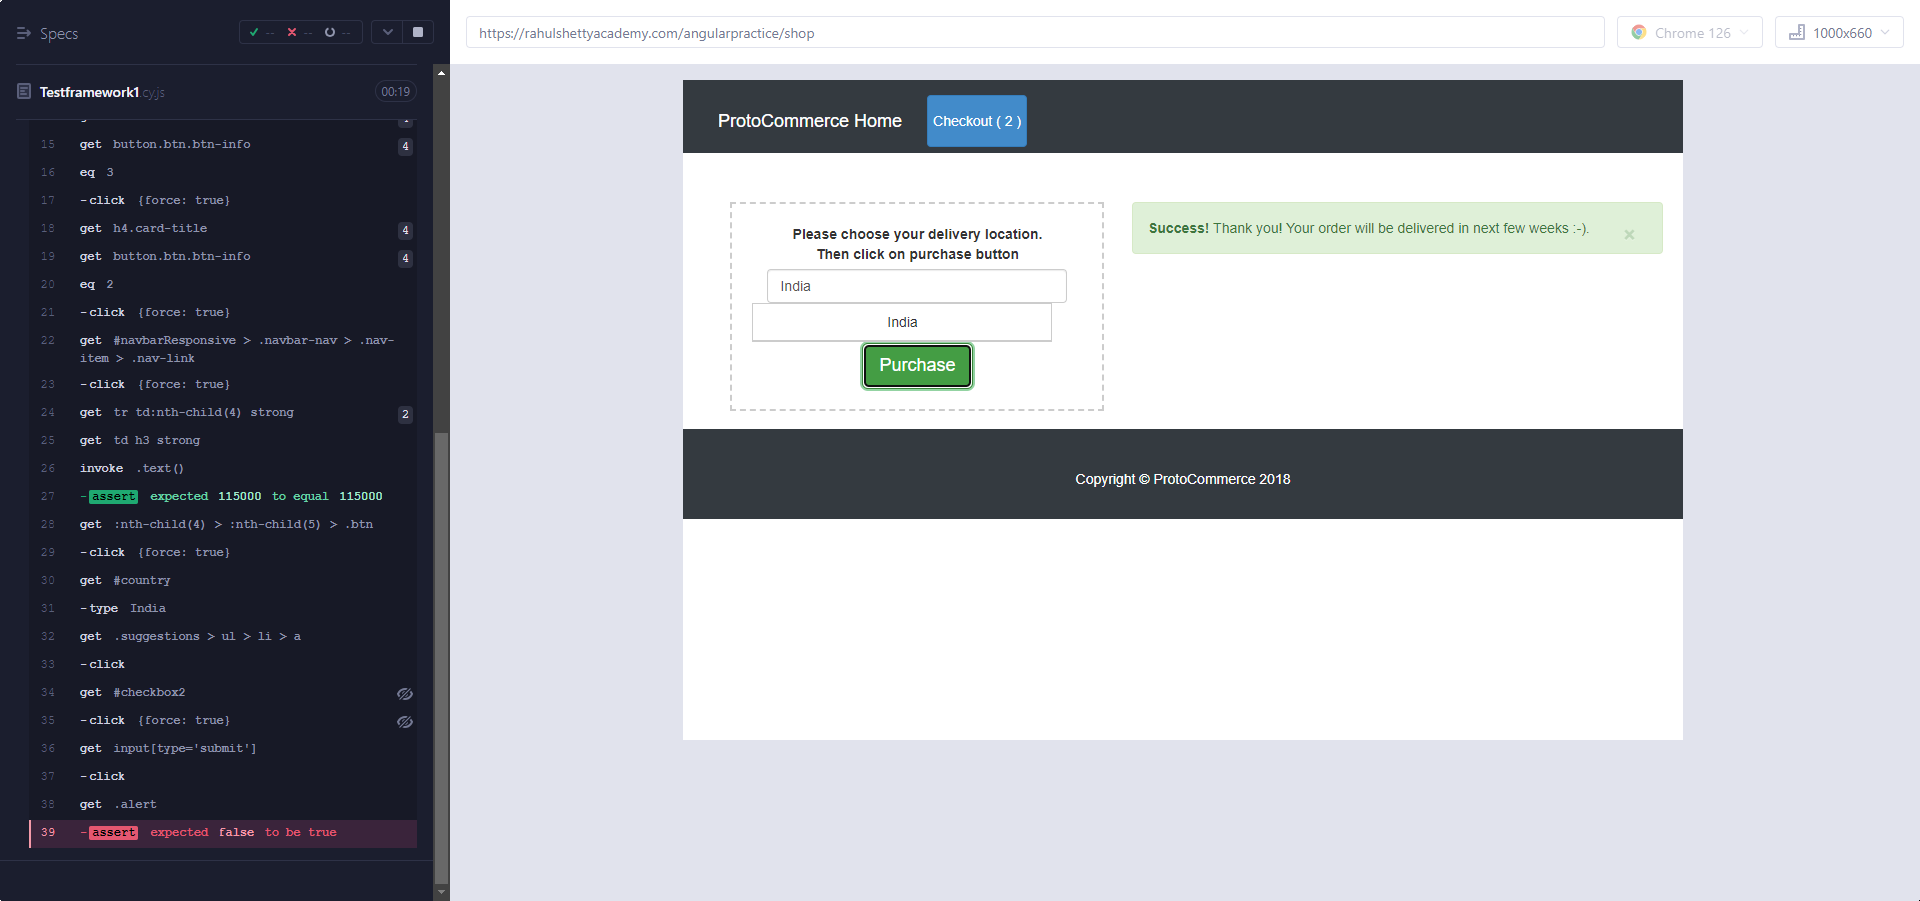 Specs
-- -- --
Testframework1.cy.js
00:19
15 get button.btn.btn-info 4
16 eq 3
17 -click {force: true}
18 get h4.card-title 4
19 get button.btn.btn-info 4
20 eq 2
21 -click {force: true}
22 get #navbarResponsive > .navbar-nav > .nav-
item > .nav-link
23 -click {force: true}
24 get tr td:nth-child(4) strong 2
25 get td h3 strong
26 invoke .text()
27 -assert expected 115000 to equal 115000
28 get :nth-child(4) > :nth-child(5) > .btn
29 -click {force: true}
30 get #country
31 -type India
32 get .suggestions > ul > li > a
33 -click
34 get #checkbox2
35 -click {force: true}
36 get input[type='submit']
37 -click
38 get .alert
39 -assert expected false to be true
https://rahulshettyacademy.com/angularpractice/shop
Chrome 126
1000x660
ProtoCommerce Home
Checkout ( 2 )
Please choose your delivery location.
Then click on purchase button
India
India
Purchase
Success! Thank you! Your order will be delivered in next few weeks :-).
×
Copyright © ProtoCommerce 2018